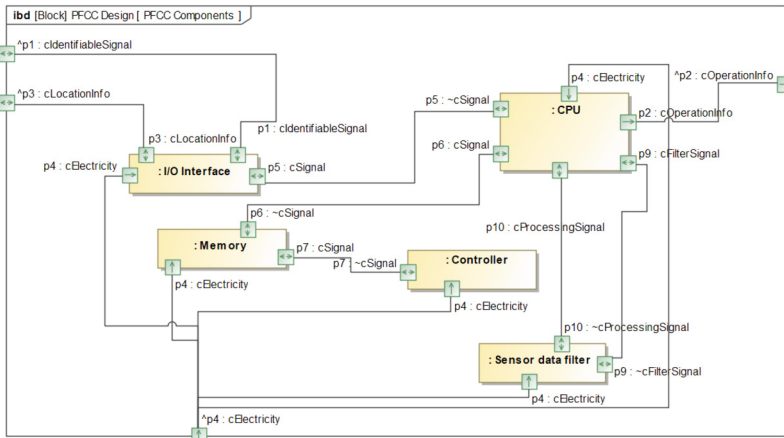 ibd [Block] PFCC Design [ PFCC Components ]
^p1 : cIdentifiableSignal
^p3 : cLocationInfo
p4 : cElectricity
^p2 : cOperationInfo
p5 : ~cSignal
: CPU
p2 : cOperationInfo
p1 : cIdentifiableSignal
p3 : cLocationInfo
p6 : cSignal
p9 : cFilterSignal
p4 : cElectricity
: I/O Interface
p5 : cSignal
p6 : ~cSignal
p10 : cProcessingSignal
: Memory
p7 : cSignal
p7 : ~cSignal
: Controller
p4 : cElectricity
p4 : cElectricity
p10 : ~cProcessingSignal
: Sensor data filter
p9 : ~cFilterSignal
p4 : cElectricity
^p4 : cElectricity